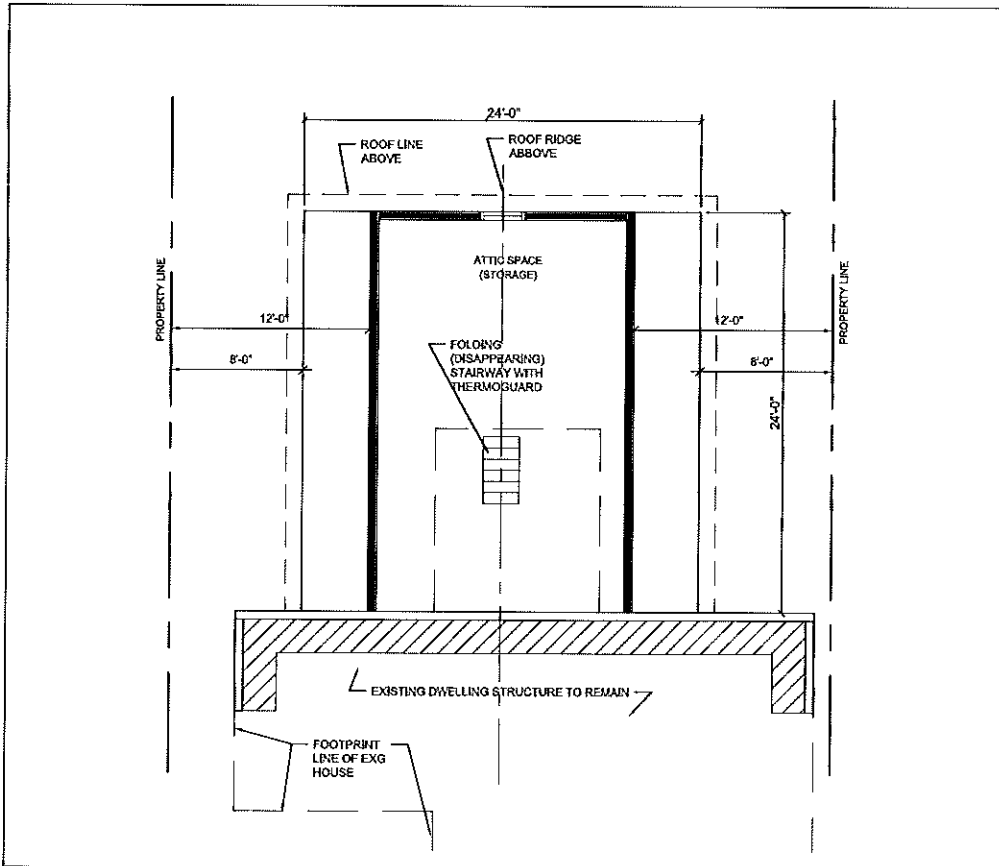 24'-0"
ROOF LINE
ABOVE
ROOF RIDGE
ABBOVE
PROPERTY LINE
ATTIC SPACE
(STORAGE)
PROPERTY LINE
12'-0"
12'-0"
FOLDING
(DISAPPEARING)
STAIRWAY WITH
THERMOGUARD
8'-0"
8'-0"
24'-0"
EXISTING DWELLING STRUCTURE TO REMAIN
FOOTPRINT
LINE OF EXG
HOUSE